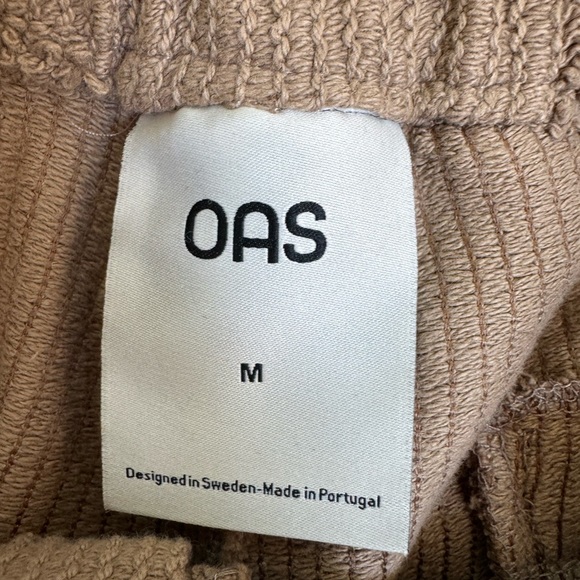 OAS
M
Designed in Sweden-Made in Portugal